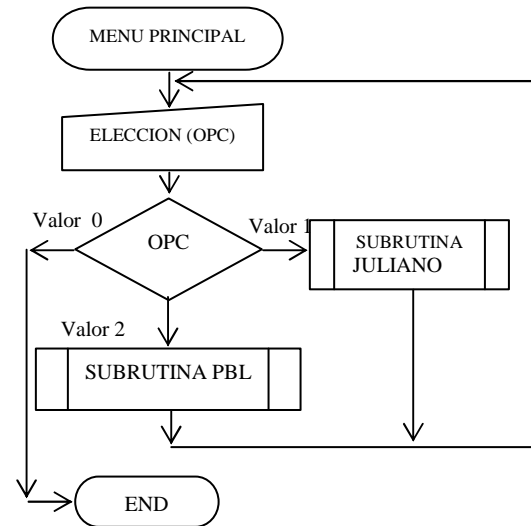 MENU PRINCIPAL
ELECCION (OPC)
Valor 0
OPC
Valor 1
SUBRUTINA
JULIANO
Valor 2
SUBRUTINA PBL
END